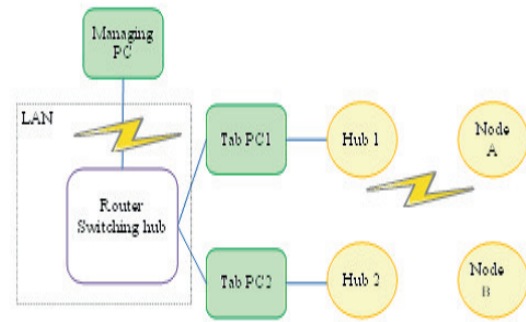 Managing
PC
LAN
Tab PC1
Hub 1
Node
A
Router
Switching hub
Tab PC2
Hub 2
Node
B